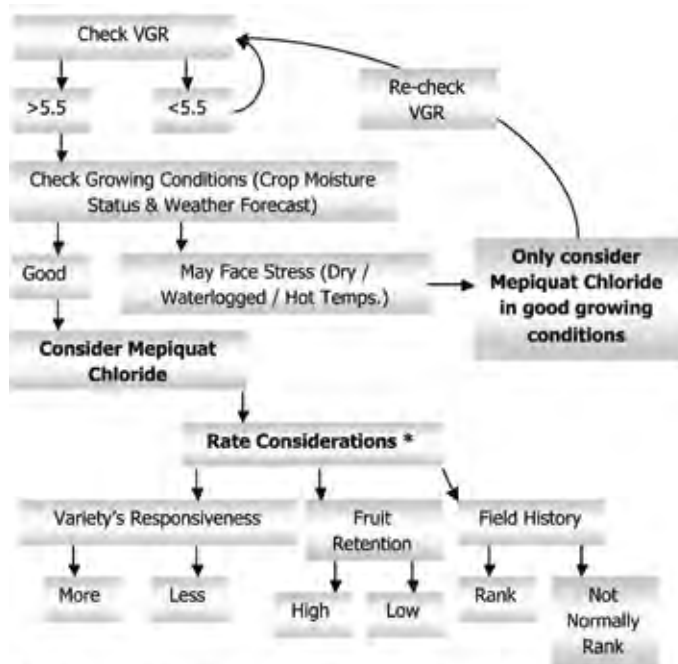 Check VGR
>5.5
<5.5
Re-check
VGR
Check Growing Conditions (Crop Moisture
Status & Weather Forecast)
Good
May Face Stress (Dry /
Waterlogged / Hot Temps.)
Only consider
Mepiquat Chloride
in good growing
conditions
Consider Mepiquat
Chloride
Rate Considerations *
Variety's Responsiveness
Fruit
Retention
Field History
More
Less
High
Low
Rank
Not
Normally
Rank